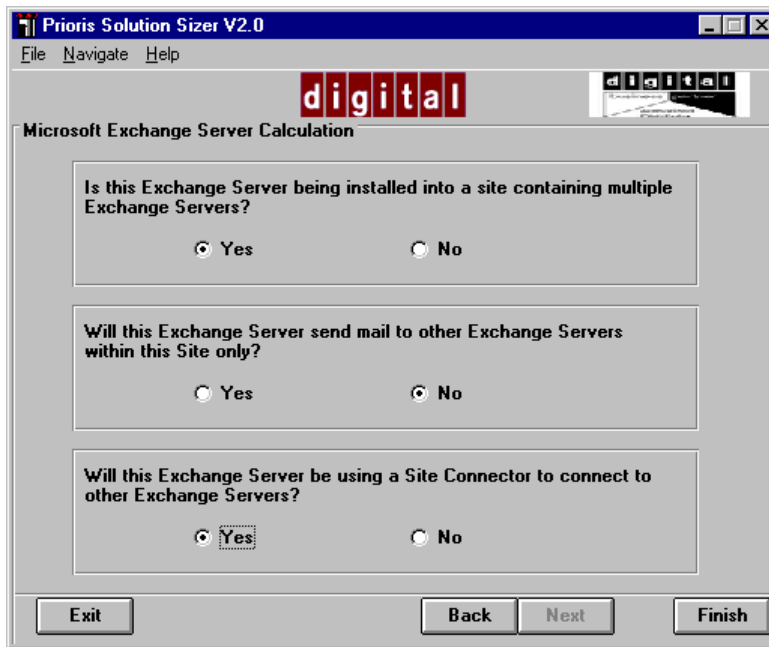 Prioris Solution Sizer V2.0
File Navigate Help
digital
digital
Microsoft Exchange Server Calculation
Is this Exchange Server being installed into a site containing multiple
Exchange Servers?
Yes No
Will this Exchange Server send mail to other Exchange Servers
within this Site only?
Yes No
Will this Exchange Server be using a Site Connector to connect to
other Exchange Servers?
Yes No
Exit Back Next Finish